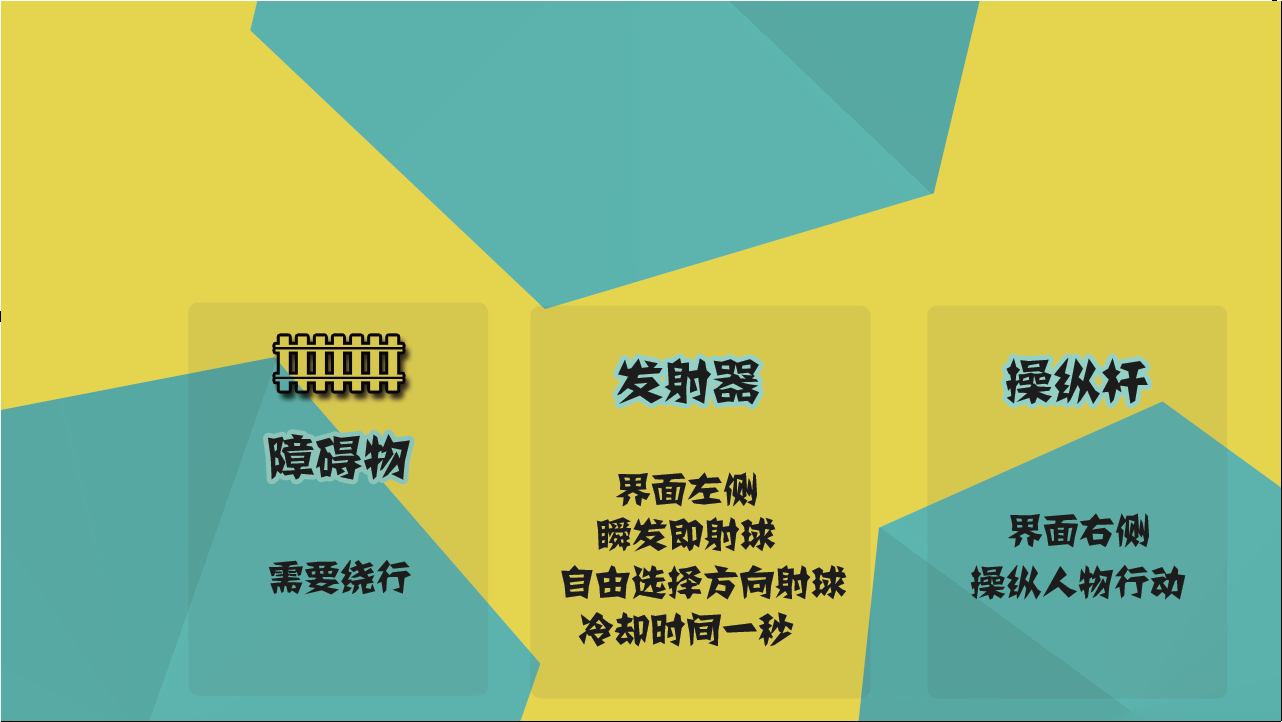 障碍物
需要绕行
发射器
界面左侧
瞬发即射球
自由选择方向射球
冷却时间一秒
操纵杆
界面右侧
操纵人物行动